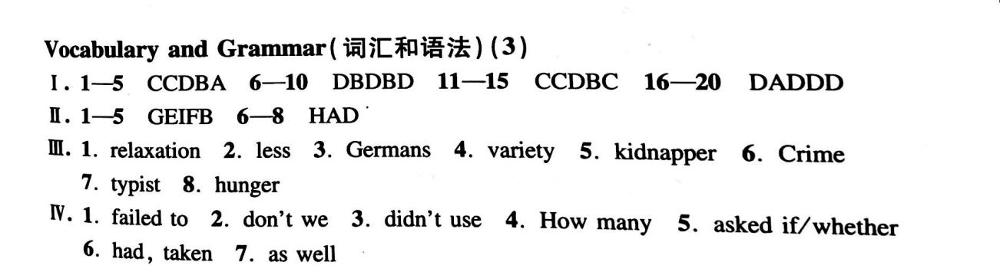 Vocabulary and Grammar(词汇和语法)(3)
Ⅰ. 1—5 CCDBA 6—10 DBDBD 11—15 CCDBC 16—20 DADDD
Ⅱ. 1—5 GEIFB 6—8 HAD
Ⅲ. 1. relaxation 2. less 3. Germans 4. variety 5. kidnapper 6. Crime
7. typist 8. hunger
Ⅳ. 1. failed to 2. don't we 3. didn't use 4. How many 5. asked if/whether
6. had, taken 7. as well